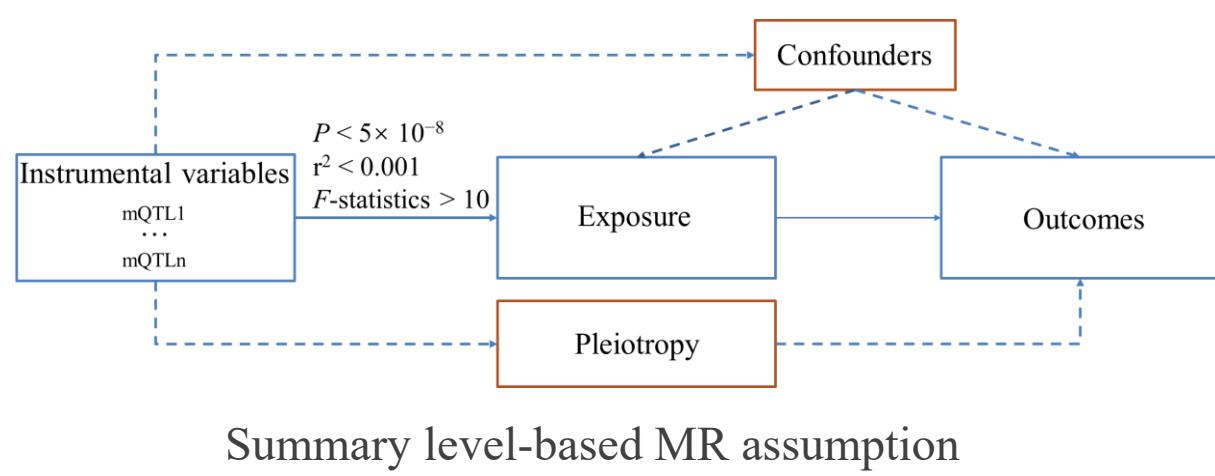 Confounders
P < 5× 10⁻⁸
r² < 0.001
F-statistics > 10
Instrumental variables
mQTL1
...
mQTLn
Exposure
Outcomes
Pleiotropy
Summary level-based MR assumption